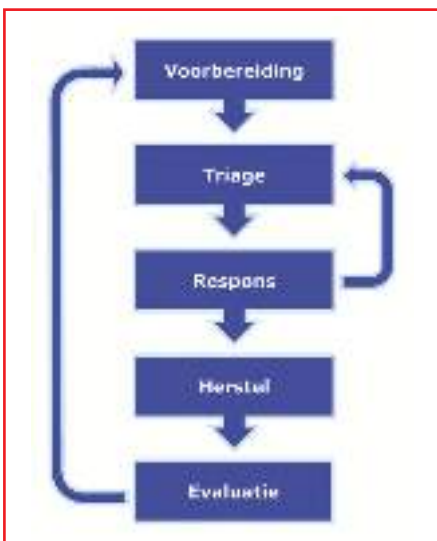 Voorbereiding
Triage
Respons
Herstel
Evaluatie